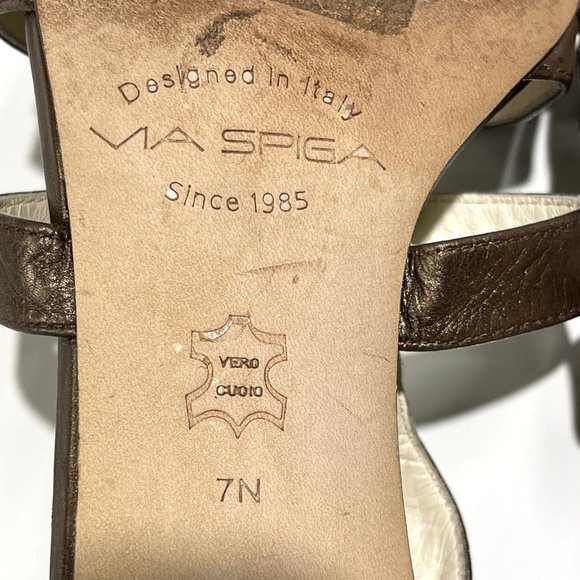 Designed in Italy
VIA SPIGA
Since 1985
VERO
CUOIO
7N